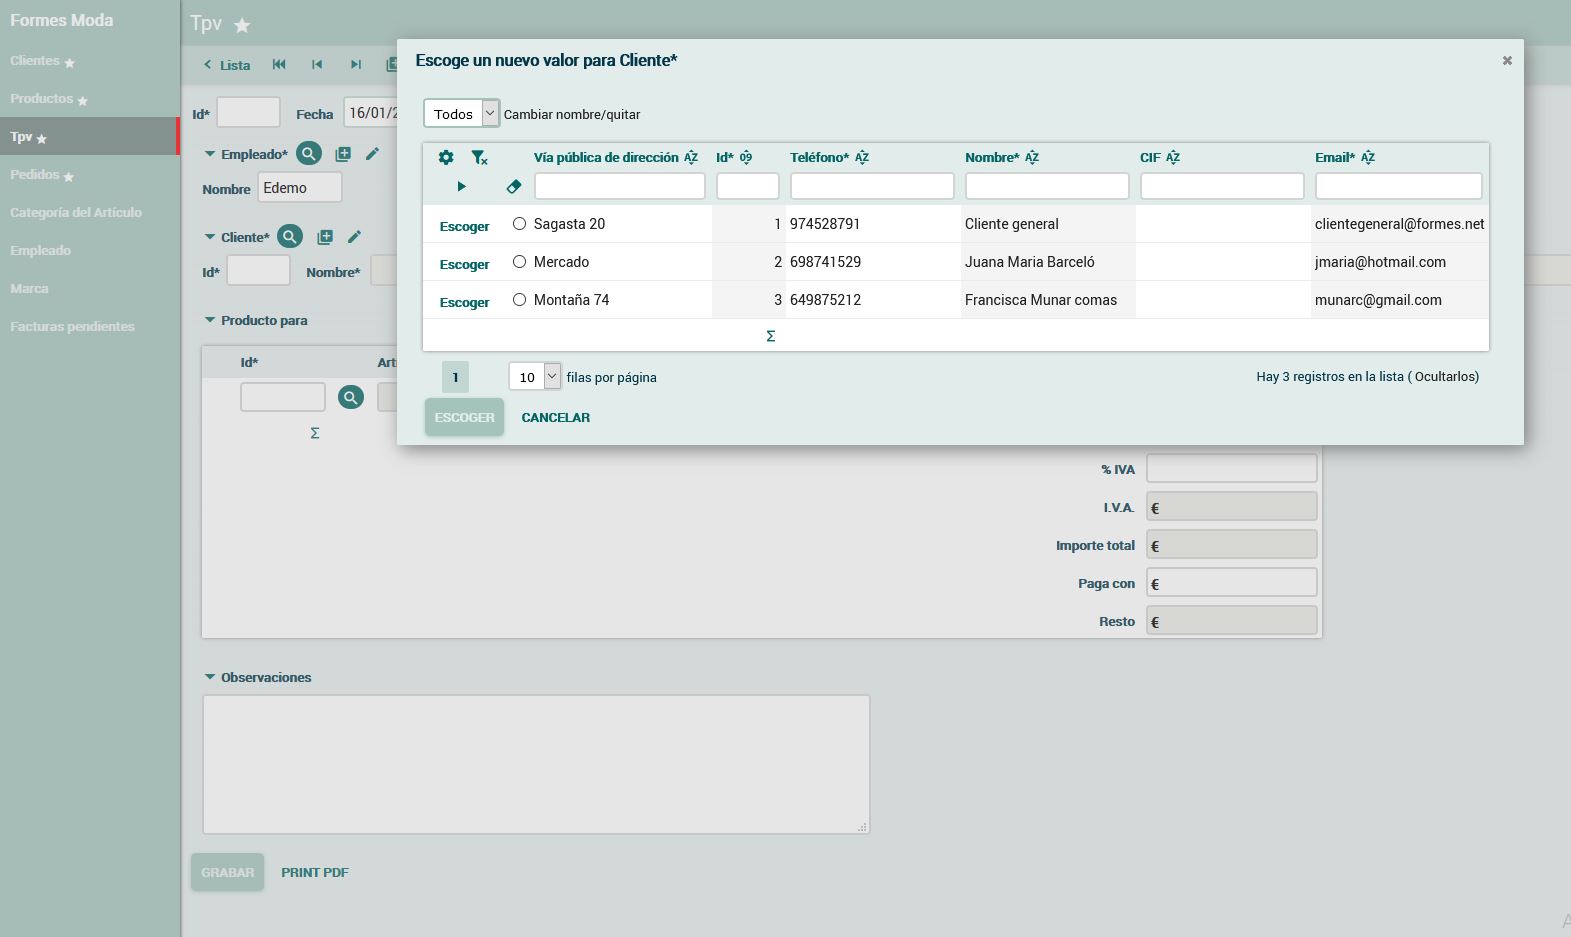 Formes Moda
Clientes
Productos
Tpv
Pedidos
Categoría del Artículo
Empleado
Marca
Facturas pendientes
Tpv
Lista
Id*
Fecha 16/01/2
Empleado*
Nombre Edemo
Cliente*
Id* Nombre*
Producto para
Id* Artí
Σ
Escoge un nuevo valor para Cliente*
Todos Cambiar nombre/quitar
Vía pública de dirección Id* Teléfono* Nombre* CIF Email*
Escoger Sagasta 20 1 974528791 Cliente general clientegeneral@formes.net
Escoger Mercado 2 698741529 Juana Maria Barceló jmaria@hotmail.com
Escoger Montaña 74 3 649875212 Francisca Munar comas munarc@gmail.com
Σ
1 10 filas por página Hay 3 registros en la lista ( Ocultarlos)
ESCOGER CANCELAR
% IVA
I.V.A. €
Importe total €
Paga con €
Resto €
Observaciones
GRABAR PRINT PDF